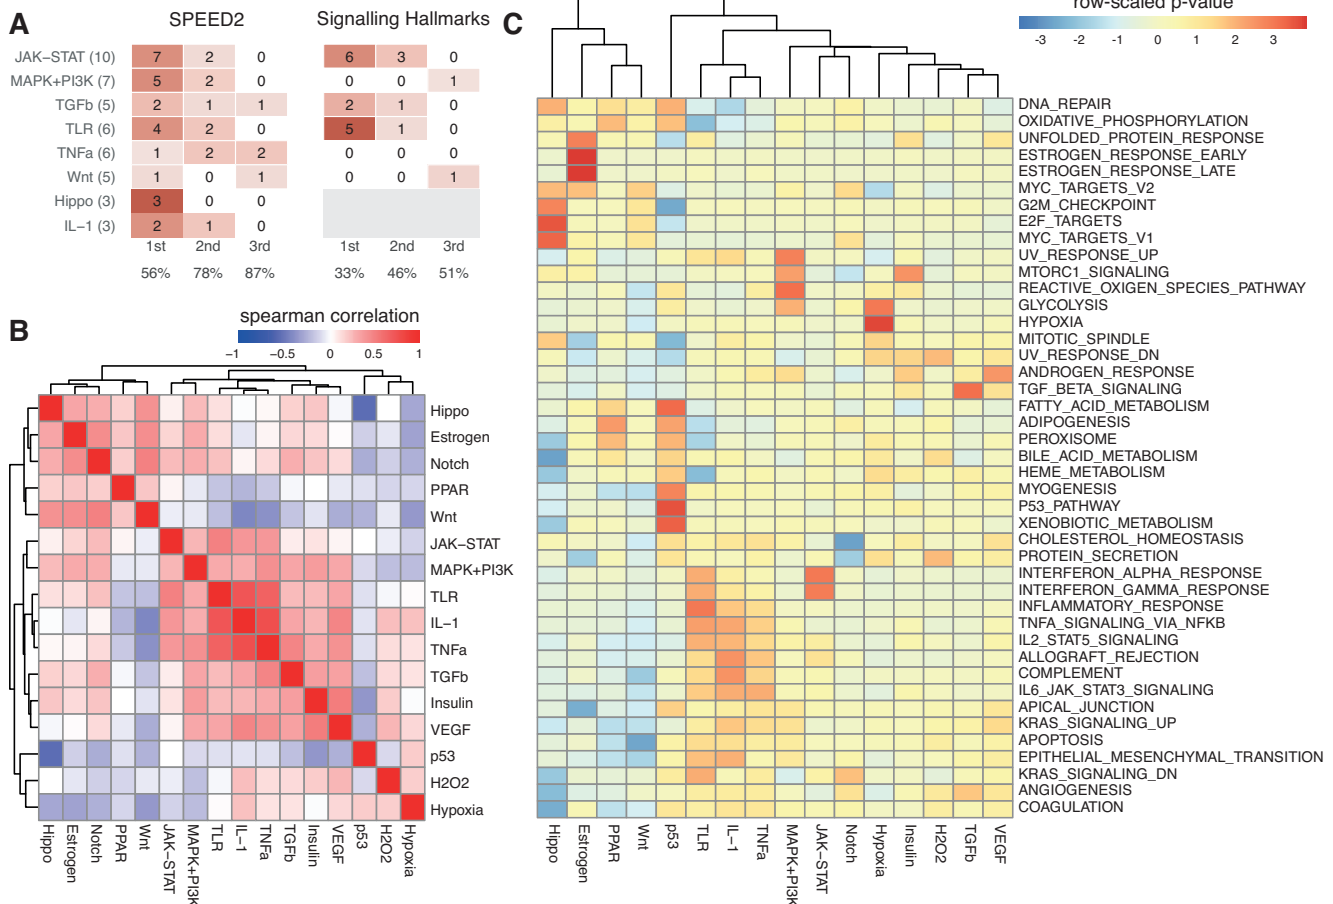 A
SPEED2
Signalling Hallmarks
JAK−STAT (10) 7 2 0 6 3 0
MAPK+PI3K (7) 5 2 0 0 0 1
TGFb (5) 2 1 1 2 1 0
TLR (6) 4 2 0 5 1 0
TNFa (6) 1 2 2 0 0 0
Wnt (5) 1 0 1 0 0 1
Hippo (3) 3 0 0
IL−1 (3) 2 1 0
1st 2nd 3rd 1st 2nd 3rd
56% 78% 87% 33% 46% 51%
B
spearman correlation
−1 −0.5 0 0.5 1
Hippo
Estrogen
Notch
PPAR
Wnt
JAK−STAT
MAPK+PI3K
TLR
IL−1
TNFa
TGFb
Insulin
VEGF
p53
H2O2
Hypoxia
Hippo
Estrogen
Notch
PPAR
Wnt
JAK−STAT
MAPK+PI3K
TLR
IL−1
TNFa
TGFb
Insulin
VEGF
p53
H2O2
Hypoxia
C
row−scaled p−value
-3 -2 -1 0 1 2 3
DNA_REPAIR
OXIDATIVE_PHOSPHORYLATION
UNFOLDED_PROTEIN_RESPONSE
ESTROGEN_RESPONSE_EARLY
ESTROGEN_RESPONSE_LATE
MYC_TARGETS_V2
G2M_CHECKPOINT
E2F_TARGETS
MYC_TARGETS_V1
UV_RESPONSE_UP
MTORC1_SIGNALING
REACTIVE_OXIGEN_SPECIES_PATHWAY
GLYCOLYSIS
HYPOXIA
MITOTIC_SPINDLE
UV_RESPONSE_DN
ANDROGEN_RESPONSE
TGF_BETA_SIGNALING
FATTY_ACID_METABOLISM
ADIPOGENESIS
PEROXISOME
BILE_ACID_METABOLISM
HEME_METABOLISM
MYOGENESIS
P53_PATHWAY
XENOBIOTIC_METABOLISM
CHOLESTEROL_HOMEOSTASIS
PROTEIN_SECRETION
INTERFERON_ALPHA_RESPONSE
INTERFERON_GAMMA_RESPONSE
INFLAMMATORY_RESPONSE
TNFA_SIGNALING_VIA_NFKB
IL2_STAT5_SIGNALING
ALLOGRAFT_REJECTION
COMPLEMENT
IL6_JAK_STAT3_SIGNALING
APICAL_JUNCTION
KRAS_SIGNALING_UP
APOPTOSIS
EPITHELIAL_MESENCHYMAL_TRANSITION
KRAS_SIGNALING_DN
ANGIOGENESIS
COAGULATION
Hippo
Estrogen
PPAR
Wnt
p53
TLR
IL−1
TNFa
MAPK+PI3K
JAK−STAT
Notch
Hypoxia
Insulin
H2O2
TGFb
VEGF